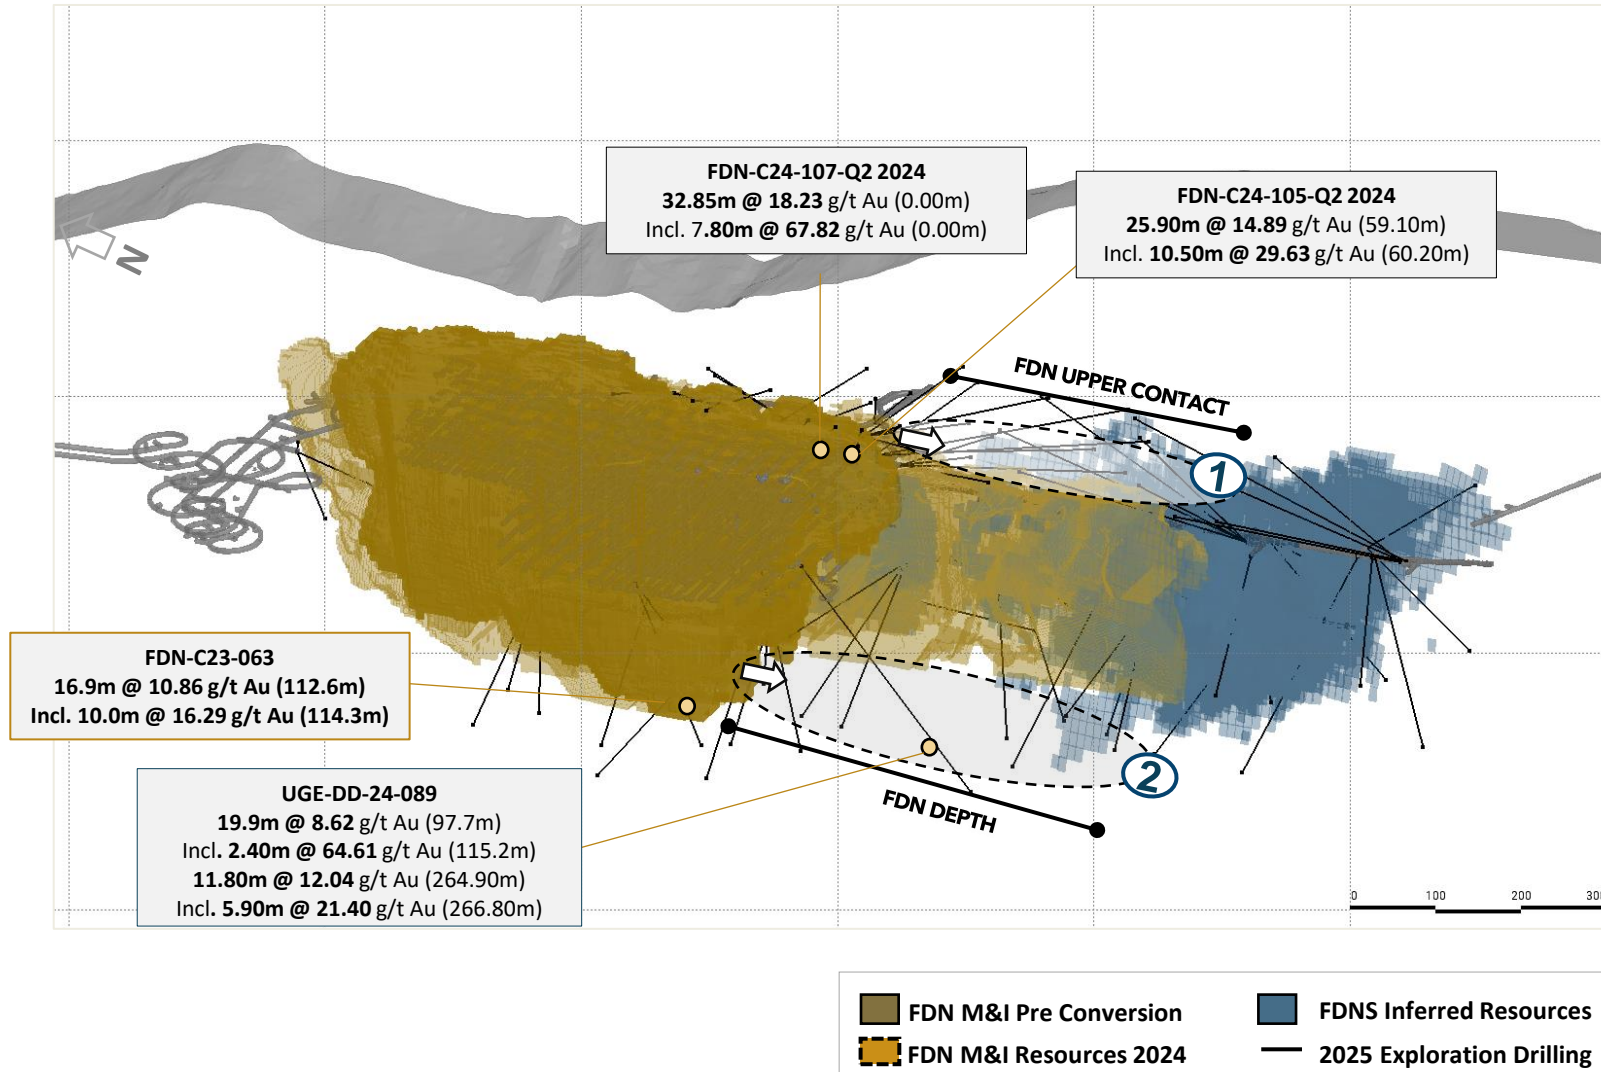 FDN-C24-107-Q2 2024
32.85m @ 18.23 g/t Au (0.00m)
Incl. 7.80m @ 67.82 g/t Au (0.00m)
FDN-C24-105-Q2 2024
25.90m @ 14.89 g/t Au (59.10m)
Incl. 10.50m @ 29.63 g/t Au (60.20m)
N
FDN UPPER CONTACT
1
FDN-C23-063
16.9m @ 10.86 g/t Au (112.6m)
Incl. 10.0m @ 16.29 g/t Au (114.3m)
2
FDN DEPTH
UGE-DD-24-089
19.9m @ 8.62 g/t Au (97.7m)
Incl. 2.40m @ 64.61 g/t Au (115.2m)
11.80m @ 12.04 g/t Au (264.90m)
Incl. 5.90m @ 21.40 g/t Au (266.80m)
0 100 200
FDN M&I Pre Conversion
FDNS Inferred Resources
FDN M&I Resources 2024
2025 Exploration Drilling